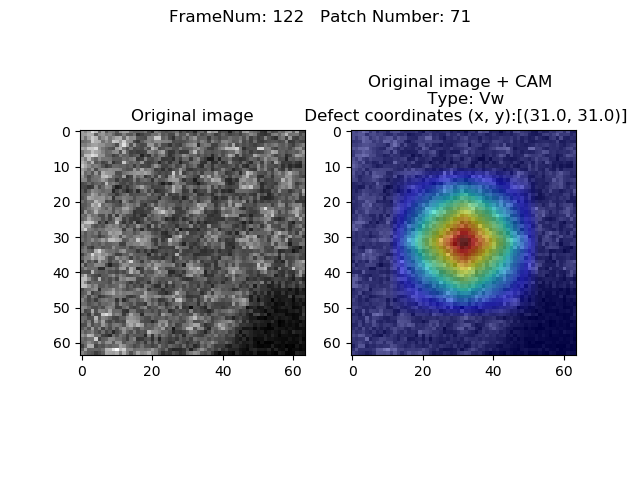 FrameNum: 122   Patch Number: 71
Original image
Original image + CAM
Type: Vw
Defect coordinates (x, y):[(31.0, 31.0)]
0
10
20
30
40
50
60
0 20 40 60
0
10
20
30
40
50
60
0 20 40 60